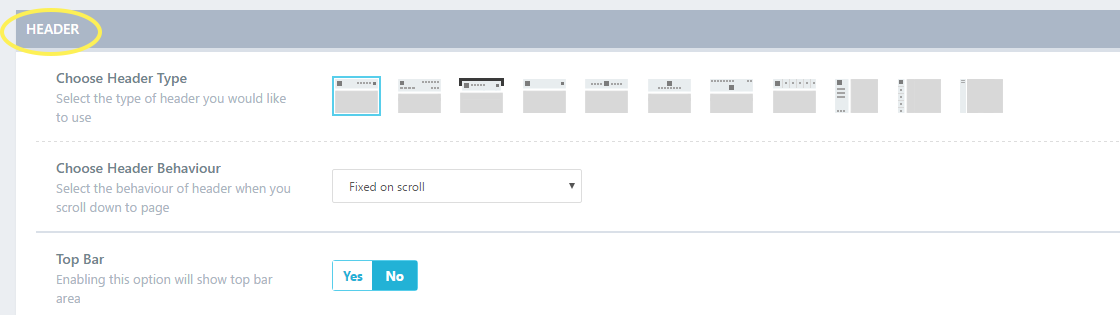 HEADER
Choose Header Type
Select the type of header you would like
to use
Choose Header Behaviour
Select the behaviour of header when you
scroll down to page
Fixed on scroll
Top Bar
Enabling this option will show top bar
area
Yes No